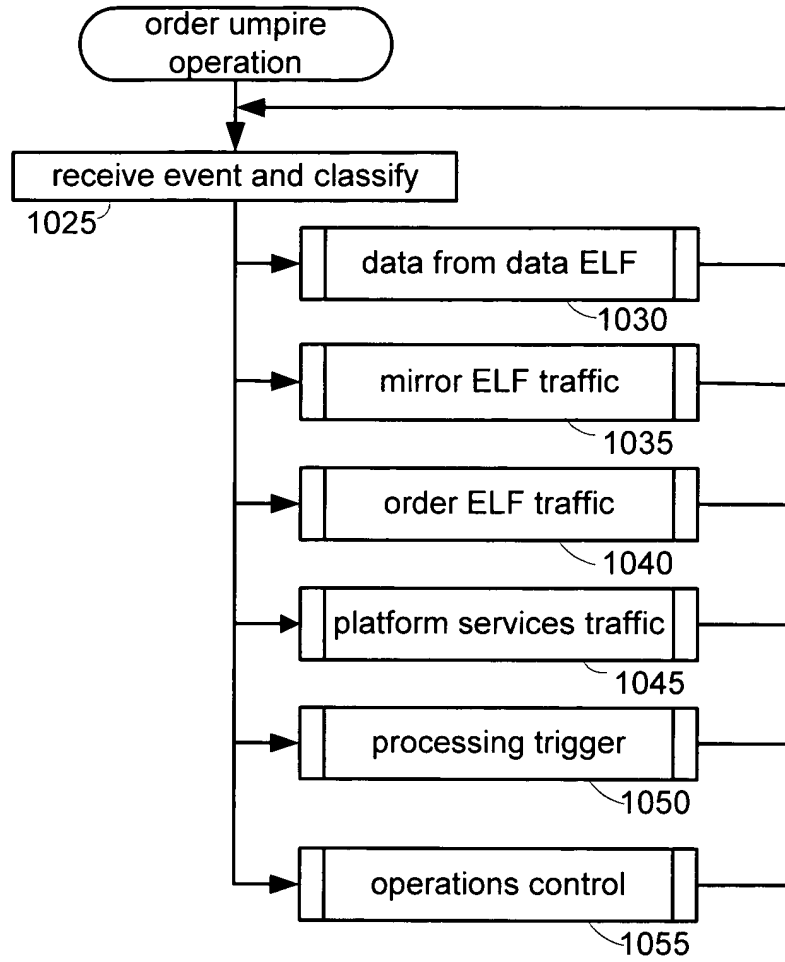 order umpire
operation
receive event and classify
1025
data from data ELF
1030
mirror ELF traffic
1035
order ELF traffic
1040
platform services traffic
1045
processing trigger
1050
operations control
1055